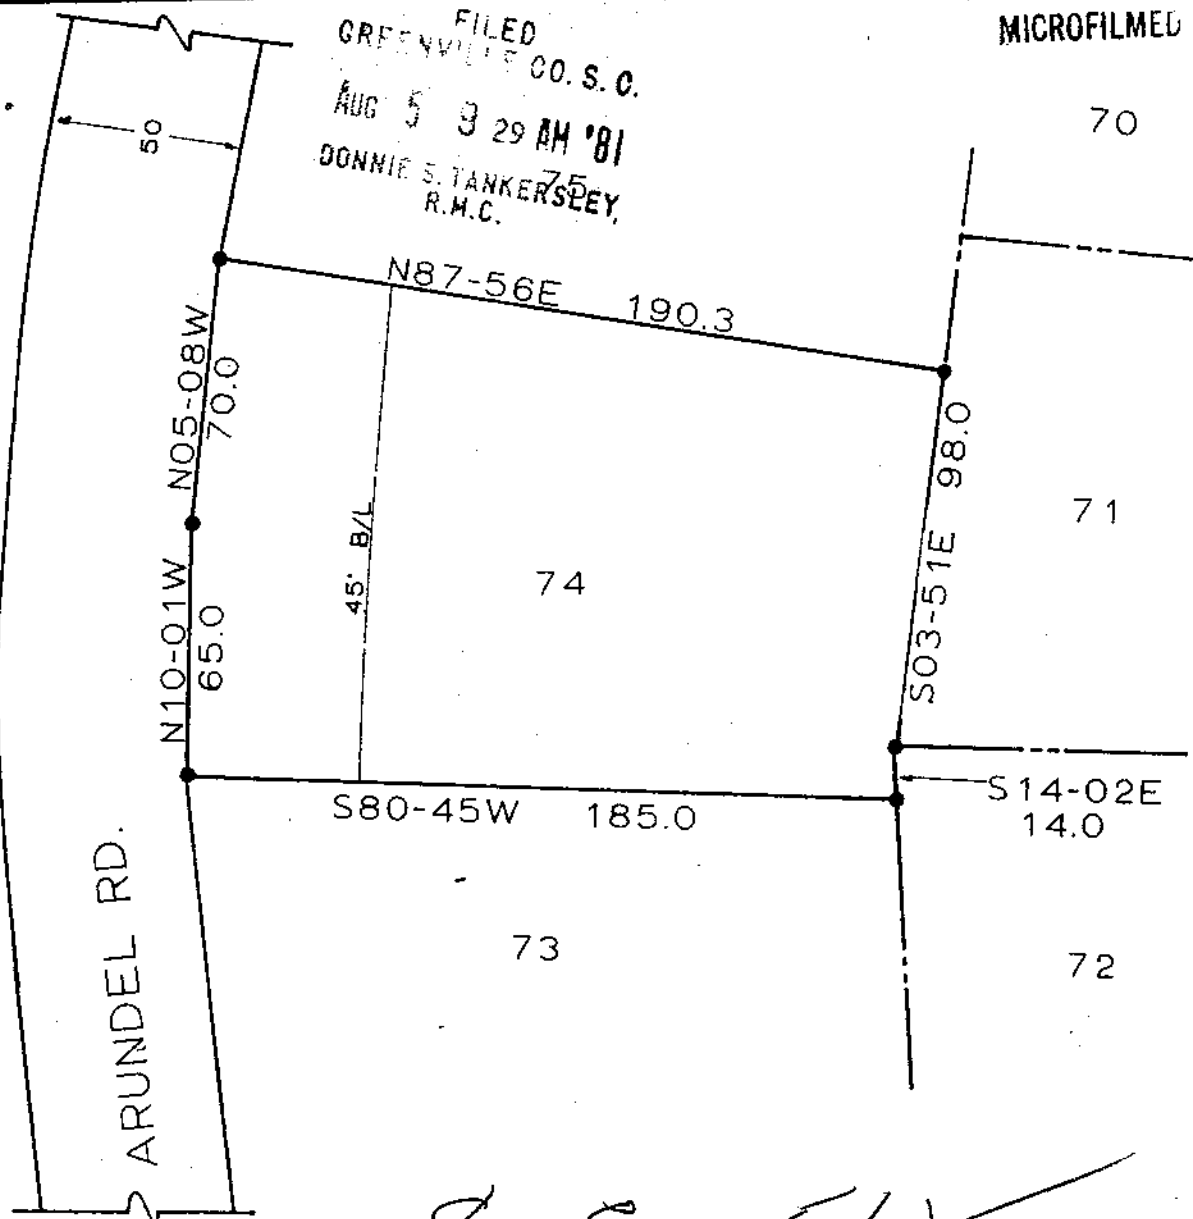 FILED
GREENVILLE CO. S. C.
AUG 5 9 29 AM '81
DONNIE S. TANKERSLEY,
R.M.C.
MICROFILMED
70
50
75
N87-56E 190.3
N05-08W
70.0
S03-51E 98.0
71
45' B/L
74
N10-01W
65.0
S80-45W 185.0
S14-02E
14.0
ARUNDEL RD.
73
72